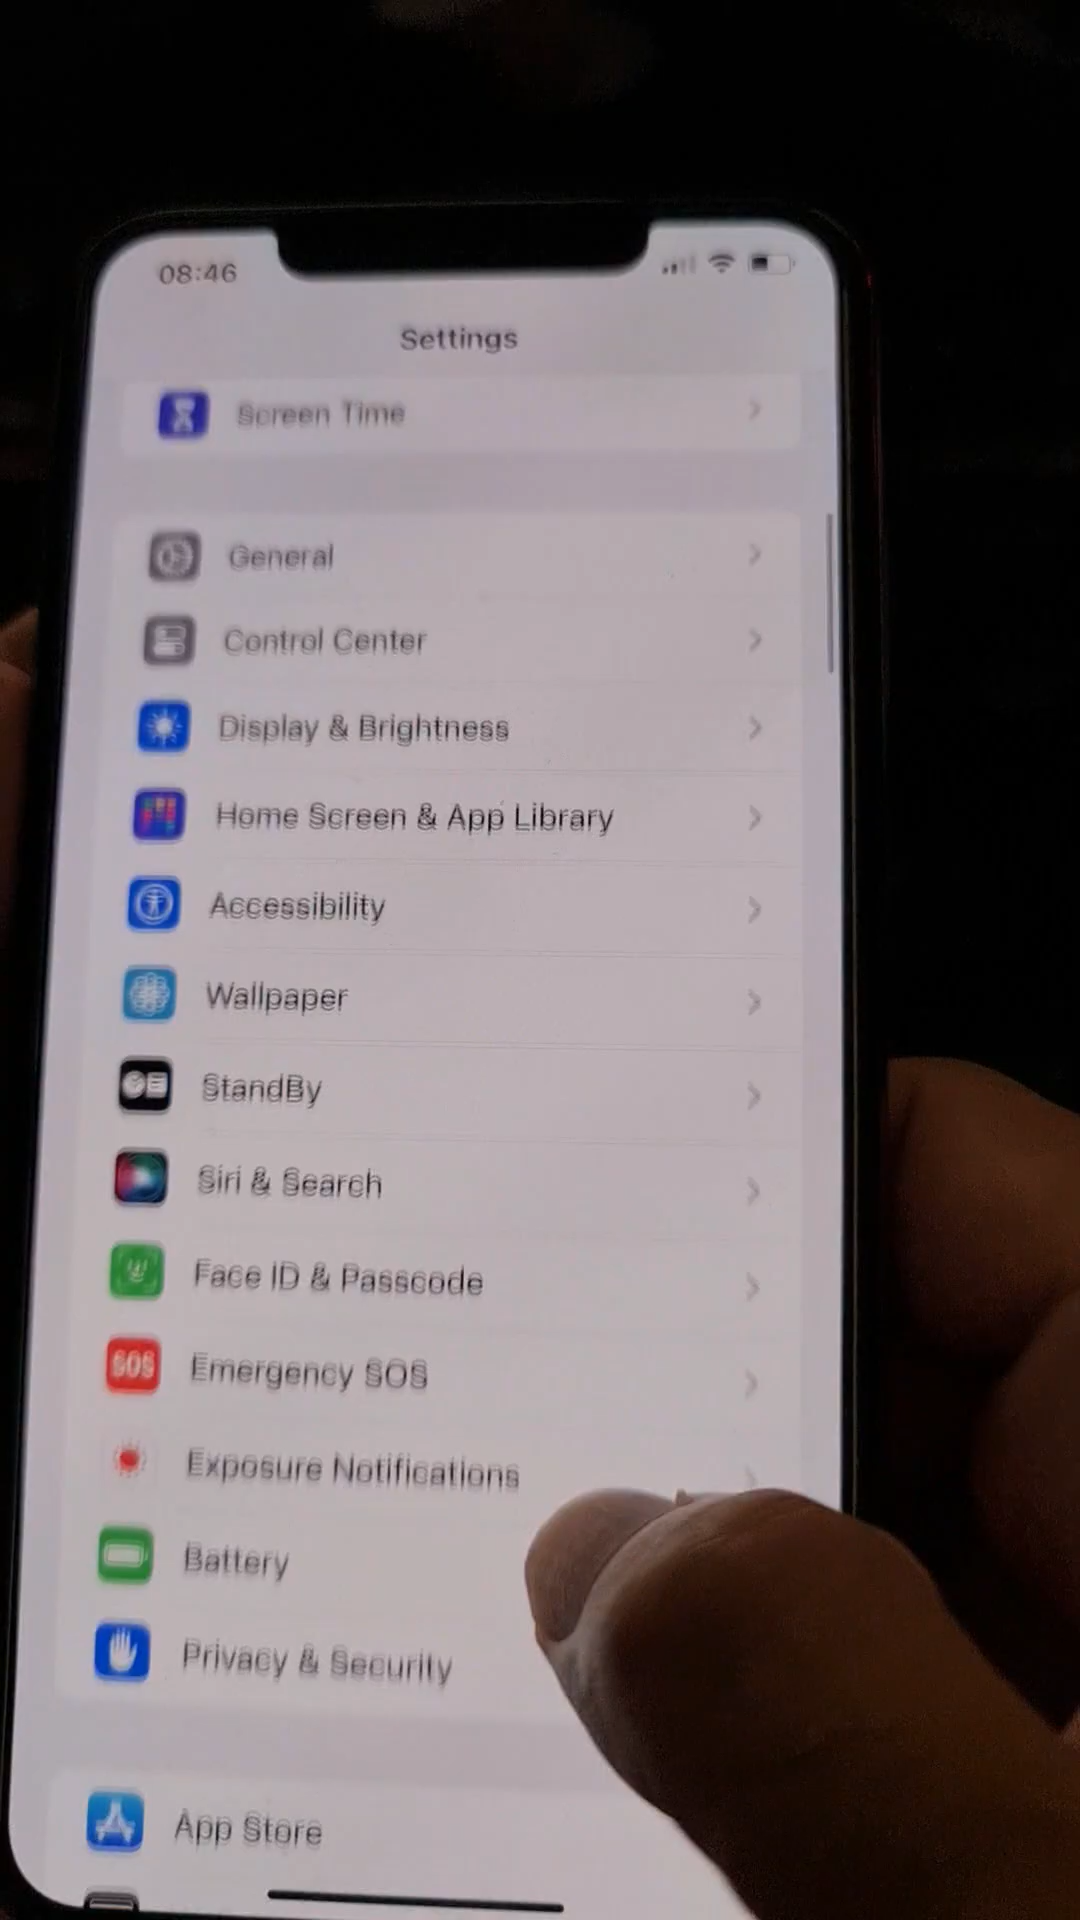 08:46
Settings
Screen Time
General
Control Center
Display & Brightness
Home Screen & App Library
Accessibility
Wallpaper
StandBy
Siri & Search
Face ID & Passcode
SOS
Emergency SOS
Exposure Notifications
Battery
Privacy & Security
App Store